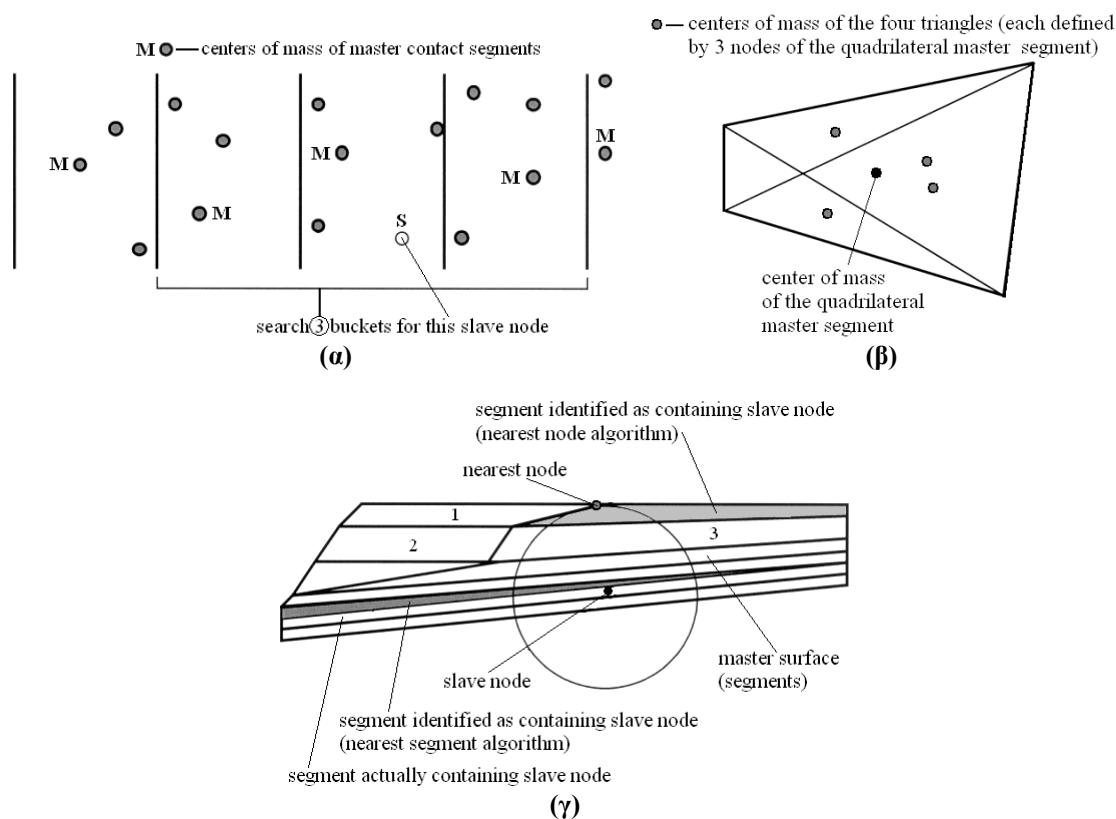 M — centers of mass of master contact segments
M
M
M
M
M
S
search 3 buckets for this slave node
(α)
— centers of mass of the four triangles (each defined
by 3 nodes of the quadrilateral master segment)
center of mass
of the quadrilateral
master segment
(β)
segment identified as containing slave node
(nearest node algorithm)
nearest node
1
2
3
master surface
(segments)
slave node
segment identified as containing slave node
(nearest segment algorithm)
segment actually containing slave node
(γ)